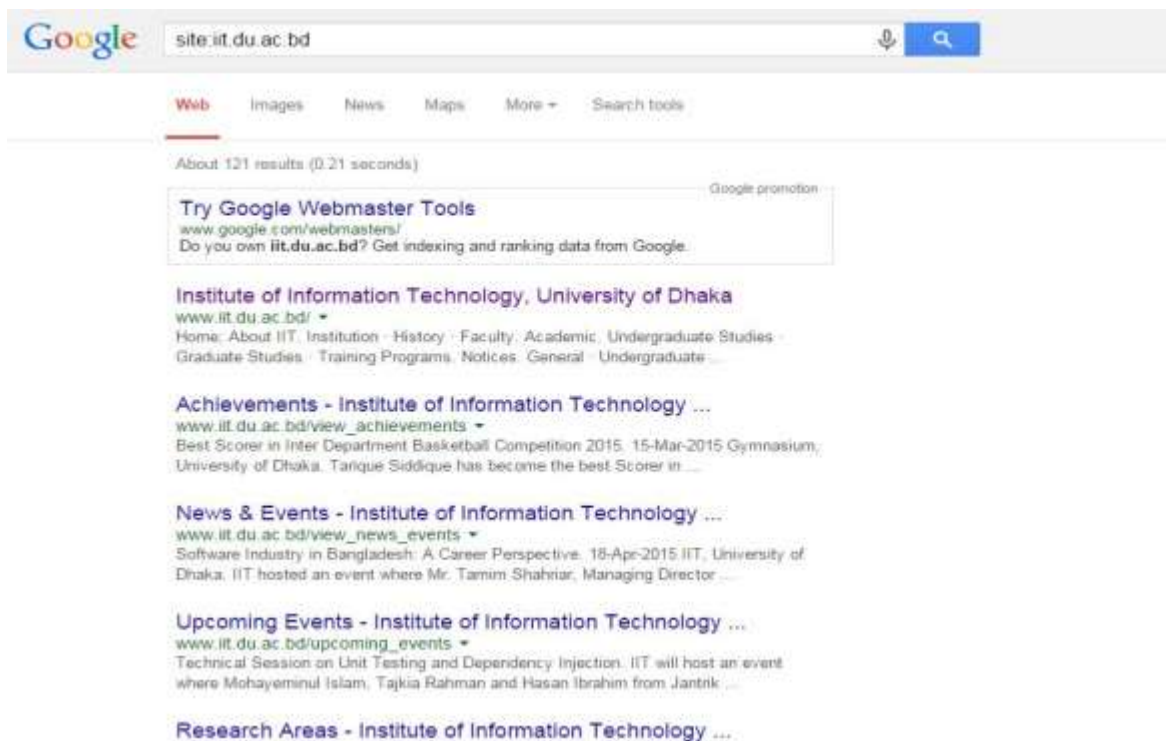 Google site:iit.du.ac.bd
Web Images News Maps More Search tools
About 121 results (0.21 seconds)
Google promotion
Try Google Webmaster Tools
www.google.com/webmasters/
Do you own iit.du.ac.bd? Get indexing and ranking data from Google.
Institute of Information Technology, University of Dhaka
www.iit.du.ac.bd/
Home; About IIT. Institution · History · Faculty. Academic. Undergraduate Studies ·
Graduate Studies · Training Programs. Notices. General · Undergraduate ...
Achievements - Institute of Information Technology ...
www.iit.du.ac.bd/view_achievements
Best Scorer in Inter Department Basketball Competition 2015. 15-Mar-2015 Gymnasium,
University of Dhaka. Tarique Siddique has become the best Scorer in ...
News & Events - Institute of Information Technology ...
www.iit.du.ac.bd/view_news_events
Software Industry in Bangladesh: A Career Perspective. 18-Apr-2015 IIT, University of
Dhaka. IIT hosted an event where Mr. Tamim Shahriar, Managing Director ...
Upcoming Events - Institute of Information Technology ...
www.iit.du.ac.bd/upcoming_events
Technical Session on Unit Testing and Dependency Injection. IIT will host an event
where Mohayeminul Islam, Tajkia Rahman and Hasan Ibrahim from Jantrik ...
Research Areas - Institute of Information Technology ...